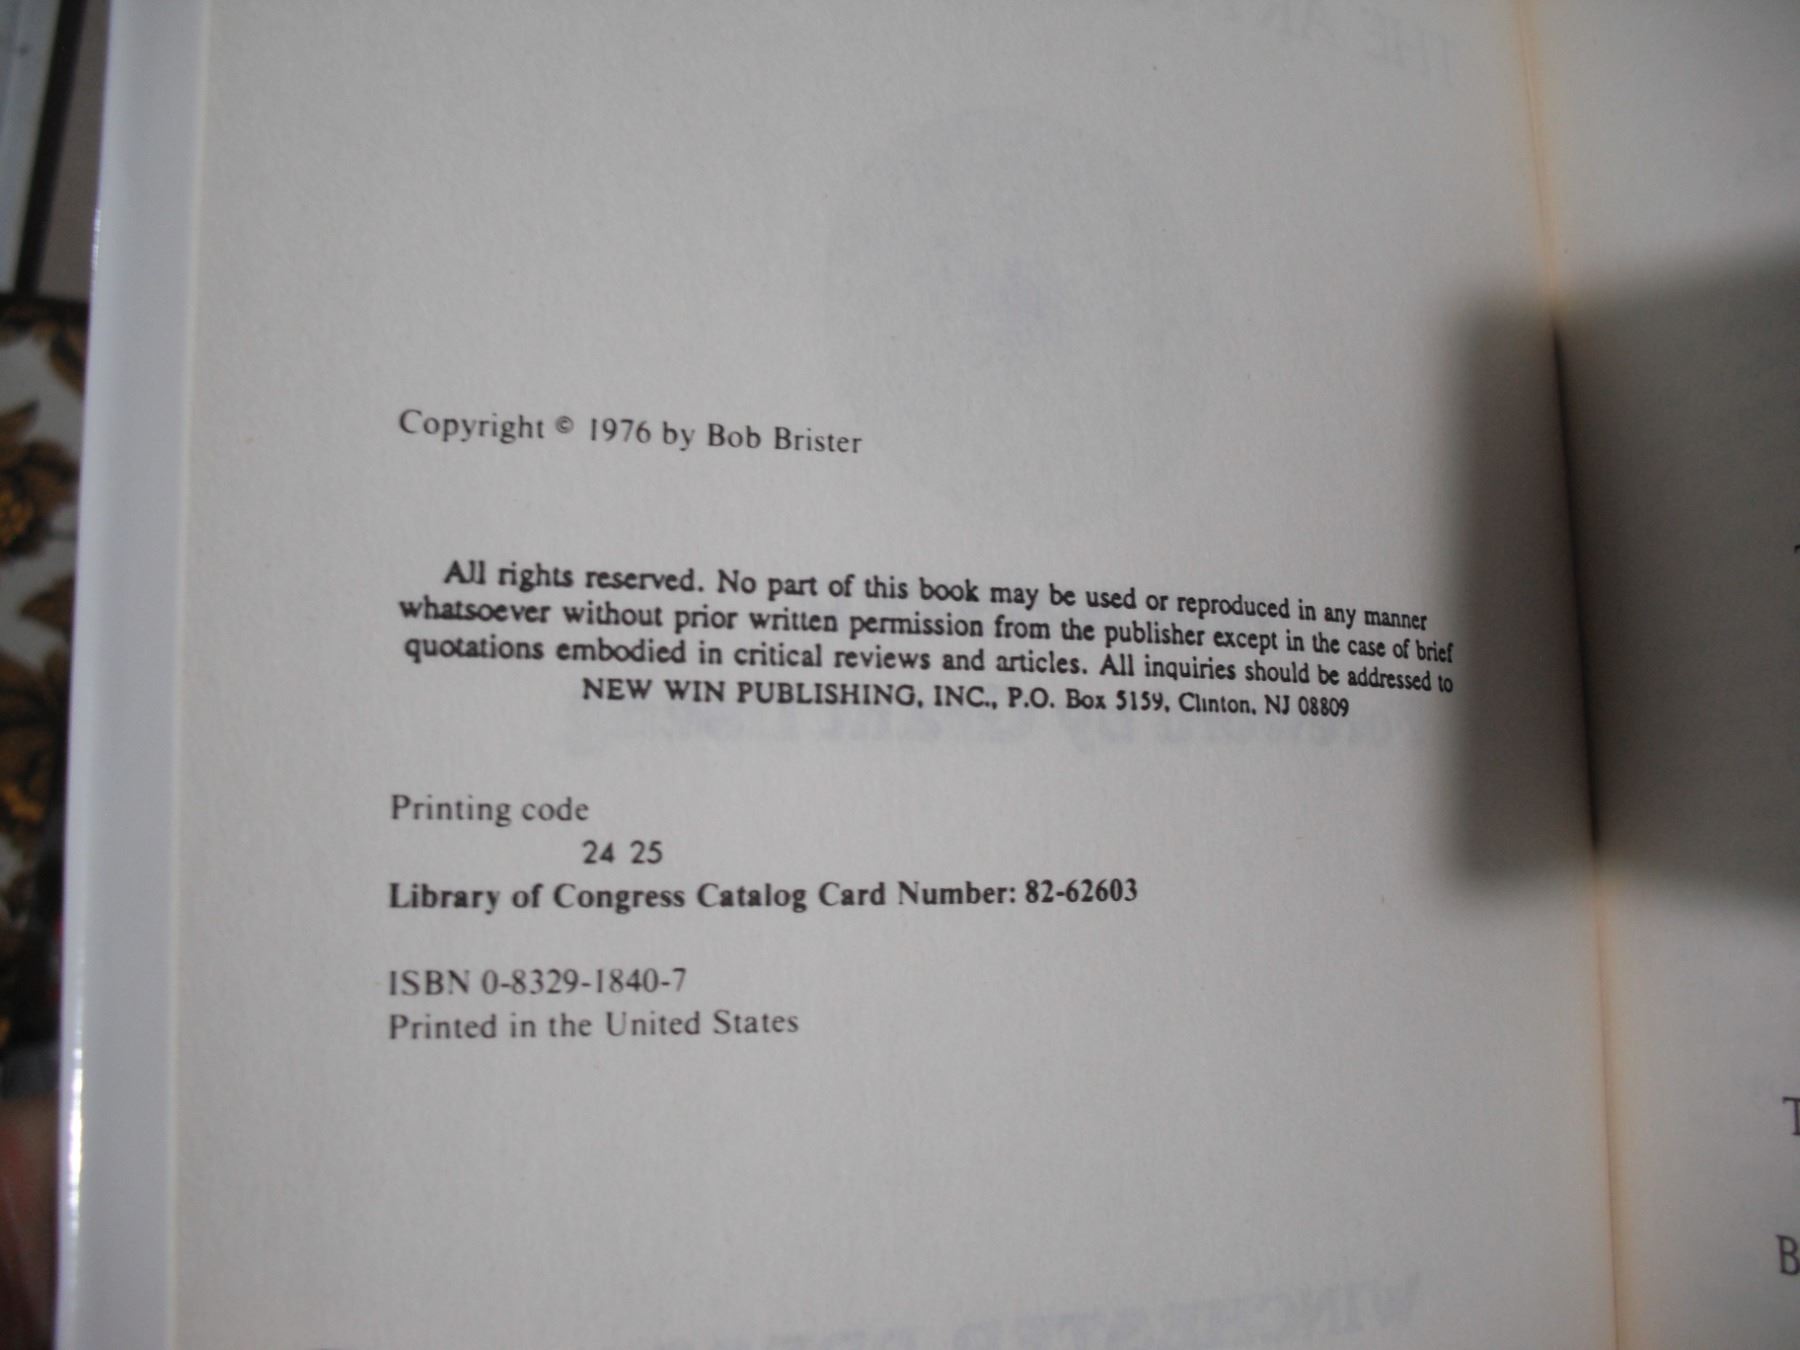 Copyright © 1976 by Bob Brister
All rights reserved. No part of this book may be used or reproduced in any manner
whatsoever without prior written permission from the publisher except in the case of brief
quotations embodied in critical reviews and articles. All inquiries should be addressed to
NEW WIN PUBLISHING, INC., P.O. Box 5159, Clinton, NJ 08809
Printing code
24 25
Library of Congress Catalog Card Number: 82-62603
ISBN 0-8329-1840-7
Printed in the United States